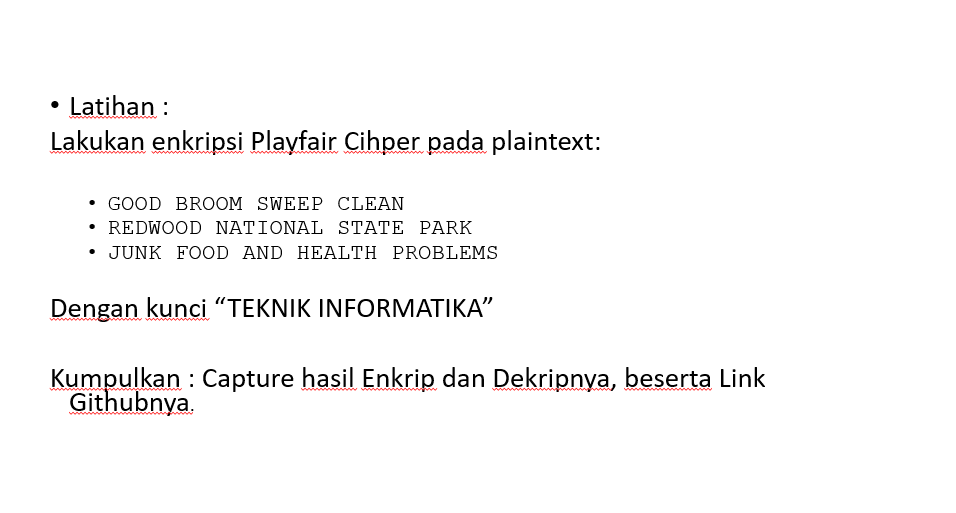 • Latihan :
Lakukan enkripsi Playfair Cihper pada plaintext:
• GOOD BROOM SWEEP CLEAN
• REDWOOD NATIONAL STATE PARK
• JUNK FOOD AND HEALTH PROBLEMS
Dengan kunci “TEKNIK INFORMATIKA”
Kumpulkan : Capture hasil Enkrip dan Dekripnya, beserta Link
Githubnya.